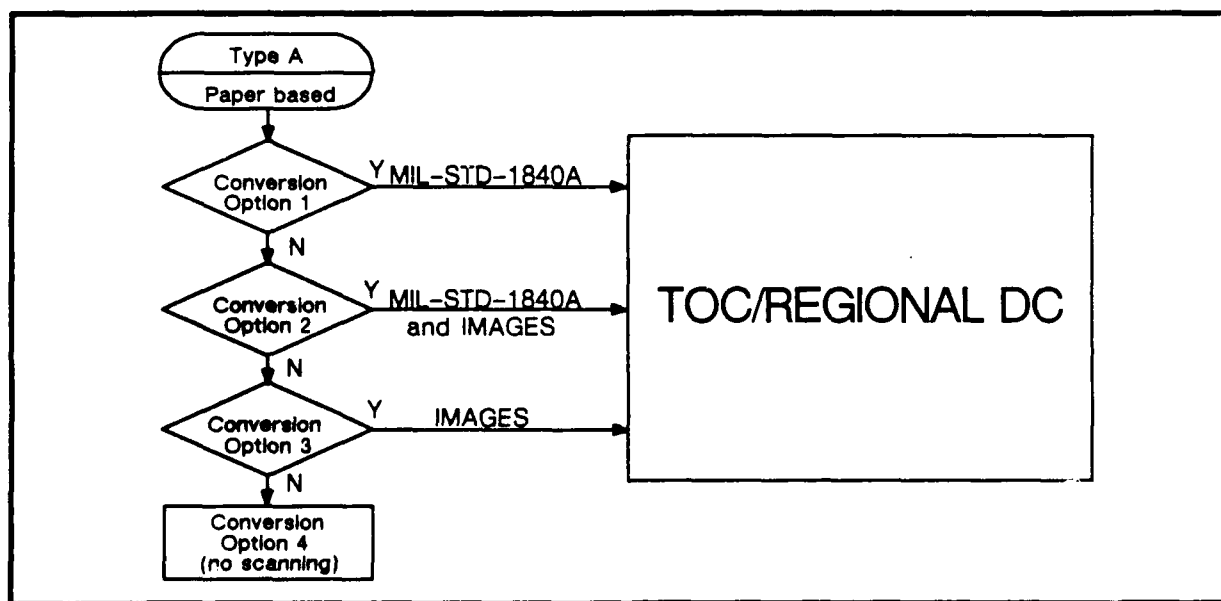 Type A
Paper based
Conversion
Option 1
Y
MIL-STD-1840A
N
Conversion
Option 2
Y
MIL-STD-1840A
and IMAGES
N
Conversion
Option 3
Y
IMAGES
N
Conversion
Option 4
(no scanning)
TOC/REGIONAL DC